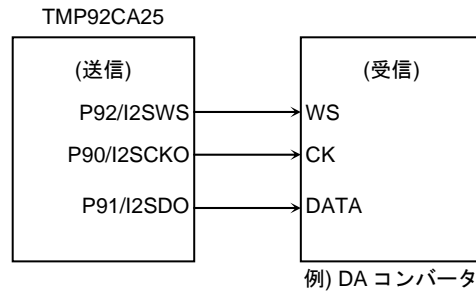 TMP92CA25
(送信)
(受信)
P92/I2SWS
WS
P90/I2SCKO
CK
P91/I2SDO
DATA
例) DA コンバータ